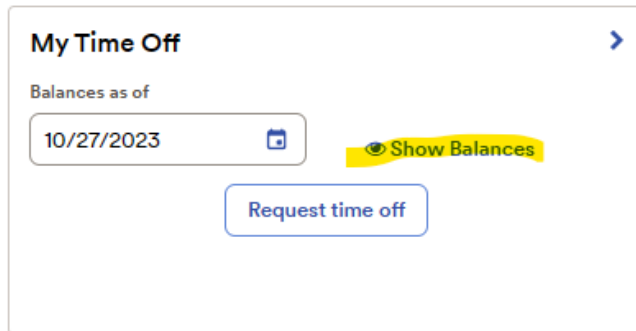 My Time Off
Balances as of
10/27/2023
Show Balances
Request time off